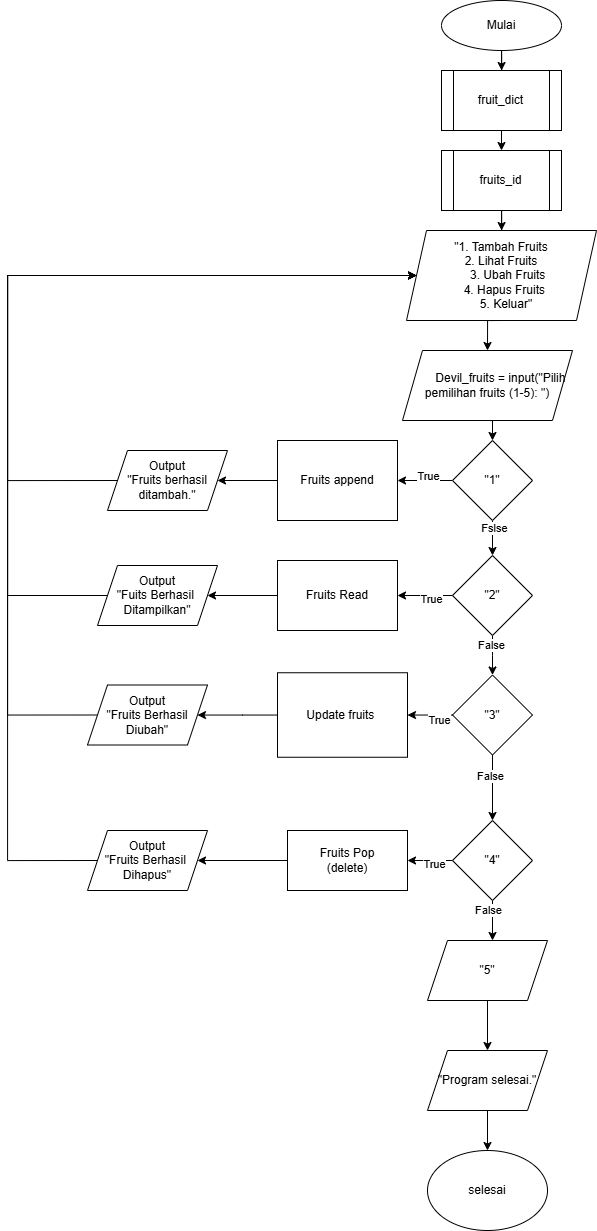 Mulai
fruit_dict
fruits_id
"1. Tambah Fruits
2. Lihat Fruits
3. Ubah Fruits
4. Hapus Fruits
5. Keluar"
Devil_fruits = input("Pilih
pemilihan fruits (1-5): ")
"1"
True
Fruits append
Output
"Fruits berhasil
ditambah."
Fslse
"2"
True
Fruits Read
Output
"Fuits Berhasil
Ditampilkan"
False
"3"
True
Update fruits
Output
"Fruits Berhasil
Diubah"
False
"4"
True
Fruits Pop
(delete)
Output
"Fruits Berhasil
Dihapus"
False
"5"
"Program selesai."
selesai